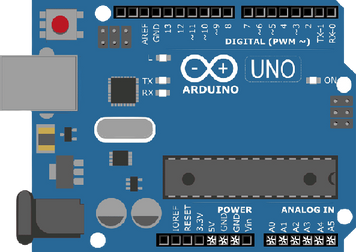 AREF
GND
13
12
~11
~10
~9
8
7
~6
~5
4
~3
2
TX-1
RX-0
DIGITAL (PWM ~)
TX
RX
ARDUINO
UNO
ON
POWER
ANALOG IN
IOREF
RESET
3.3V
5V
GND
GND
Vin
A0
A1
A2
A3
A4
A5